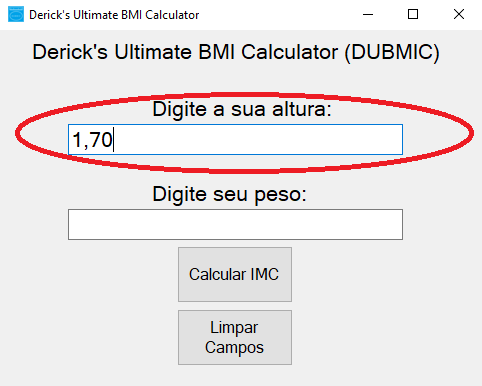 Derick's Ultimate BMI Calculator
Derick's Ultimate BMI Calculator (DUBMIC)
Digite a sua altura:
1,70
Digite seu peso:
Calcular IMC
Limpar
Campos